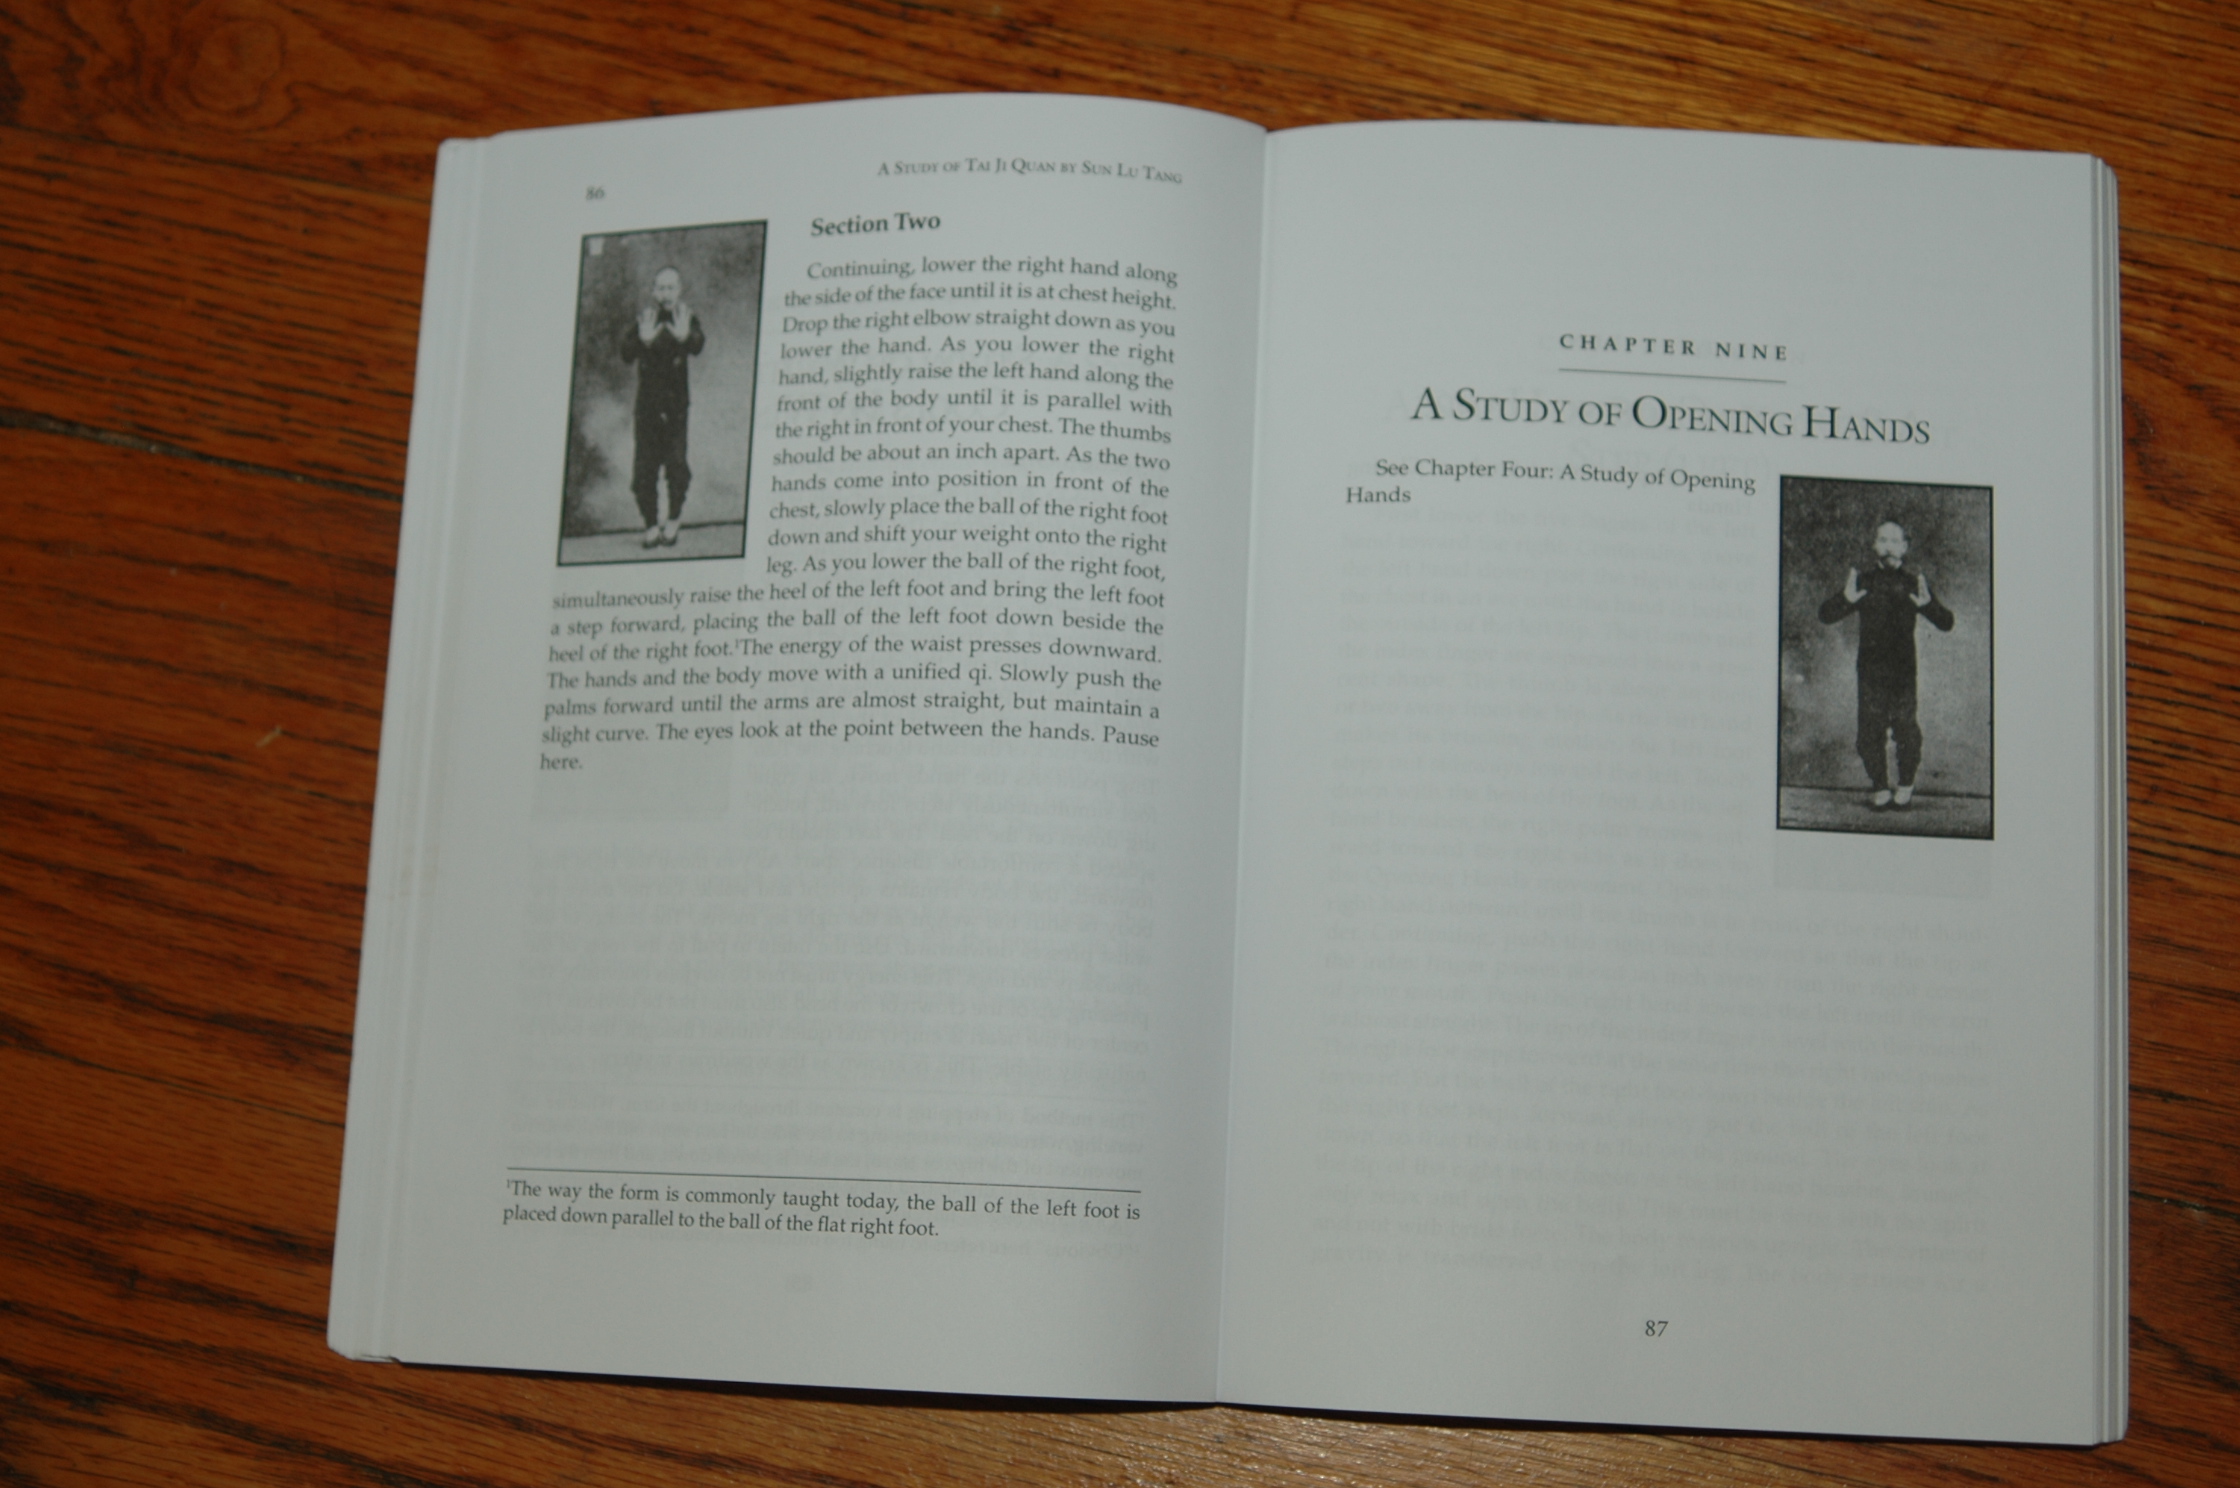 86
A STUDY OF TAI JI QUAN BY SUN LU TANG
Section Two
Continuing, lower the right hand along
the side of the face until it is at chest height.
Drop the right elbow straight down as you
lower the hand. As you lower the right
hand, slightly raise the left hand along the
front of the body until it is parallel with
the right in front of your chest. The thumbs
should be about an inch apart. As the two
hands come into position in front of the
chest, slowly place the ball of the right foot
down and shift your weight onto the right
leg. As you lower the ball of the right foot,
simultaneously raise the heel of the left foot and bring the left foot
a step forward, placing the ball of the left foot down beside the
heel of the right foot.¹The energy of the waist presses downward.
The hands and the body move with a unified qi. Slowly push the
palms forward until the arms are almost straight, but maintain a
slight curve. The eyes look at the point between the hands. Pause
here.
¹The way the form is commonly taught today, the ball of the left foot is
placed down parallel to the ball of the flat right foot.
CHAPTER NINE
A STUDY OF OPENING HANDS
See Chapter Four: A Study of Opening
Hands
87